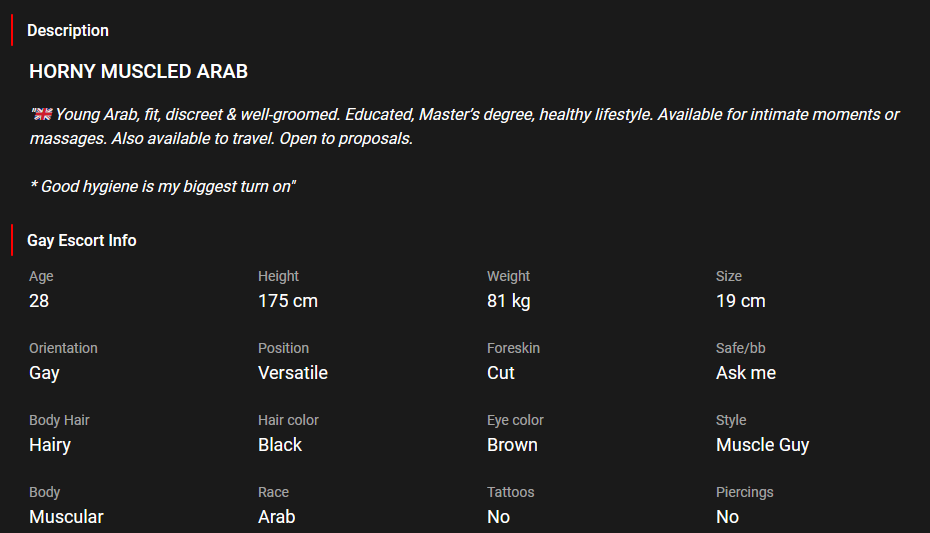 Description
HORNY MUSCLED ARAB
"🇬🇧 Young Arab, fit, discreet & well-groomed. Educated, Master's degree, healthy lifestyle. Available for intimate moments or
massages. Also available to travel. Open to proposals.
* Good hygiene is my biggest turn on"
Gay Escort Info
Age Height Weight Size
28 175 cm 81 kg 19 cm
Orientation Position Foreskin Safe/bb
Gay Versatile Cut Ask me
Body Hair Hair color Eye color Style
Hairy Black Brown Muscle Guy
Body Race Tattoos Piercings
Muscular Arab No No